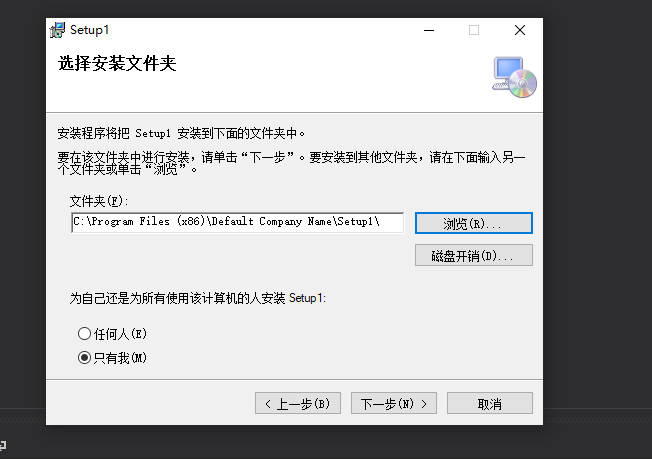 Setup1
选择安装文件夹
安装程序将把 Setup1 安装到下面的文件夹中。
要在该文件夹中进行安装，请单击“下一步”。要安装到其他文件夹，请在下面输入另一
个文件夹或单击“浏览”。
文件夹(F):
C:\Program Files (x86)\Default Company Name\Setup1\
浏览(R)...
磁盘开销(D)...
为自己还是为所有使用该计算机的人安装 Setup1:
任何人(E)
只有我(M)
< 上一步(B)
下一步(N) >
取消